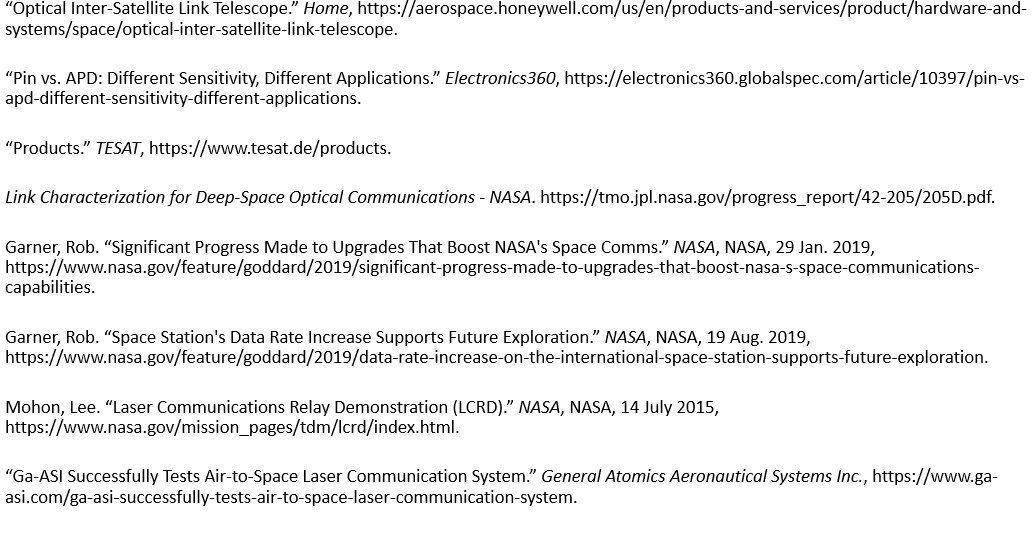 “Optical Inter-Satellite Link Telescope.” Home, https://aerospace.honeywell.com/us/en/products-and-services/product/hardware-and-
systems/space/optical-inter-satellite-link-telescope.
“Pin vs. APD: Different Sensitivity, Different Applications.” Electronics360, https://electronics360.globalspec.com/article/10397/pin-vs-
apd-different-sensitivity-different-applications.
“Products.” TESAT, https://www.tesat.de/products.
Link Characterization for Deep-Space Optical Communications - NASA. https://tmo.jpl.nasa.gov/progress_report/42-205/205D.pdf.
Garner, Rob. “Significant Progress Made to Upgrades That Boost NASA's Space Comms.” NASA, NASA, 29 Jan. 2019,
https://www.nasa.gov/feature/goddard/2019/significant-progress-made-to-upgrades-that-boost-nasa-s-space-communications-
capabilities.
Garner, Rob. “Space Station's Data Rate Increase Supports Future Exploration.” NASA, NASA, 19 Aug. 2019,
https://www.nasa.gov/feature/goddard/2019/data-rate-increase-on-the-international-space-station-supports-future-exploration.
Mohon, Lee. “Laser Communications Relay Demonstration (LCRD).” NASA, NASA, 14 July 2015,
https://www.nasa.gov/mission_pages/tdm/lcrd/index.html.
“Ga-ASI Successfully Tests Air-to-Space Laser Communication System.” General Atomics Aeronautical Systems Inc., https://www.ga-
asi.com/ga-asi-successfully-tests-air-to-space-laser-communication-system.